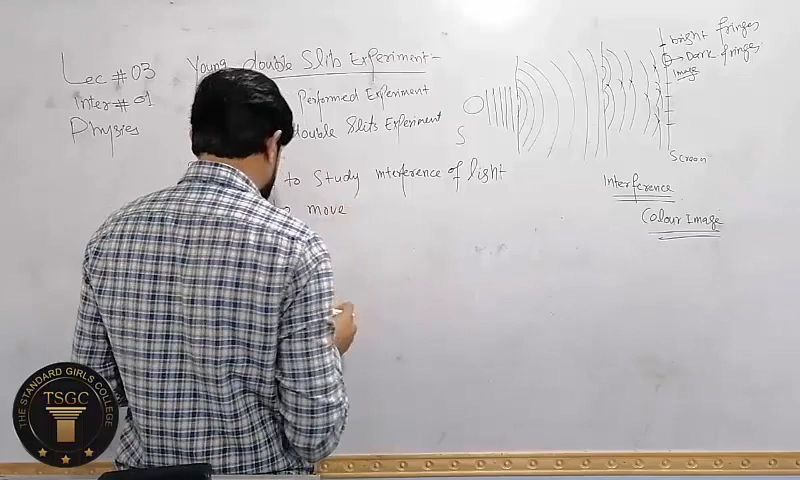 Lec # 03 Young double Slits Experiment:-
Inter # 01 Performed Experiment
Physics double Slits Experiment
to study interference of light
move
S
bright fringes
Dark fringes
Image
Screen
Interference
Colour Image
THE STANDARD GIRLS COLLEGE
TSGC